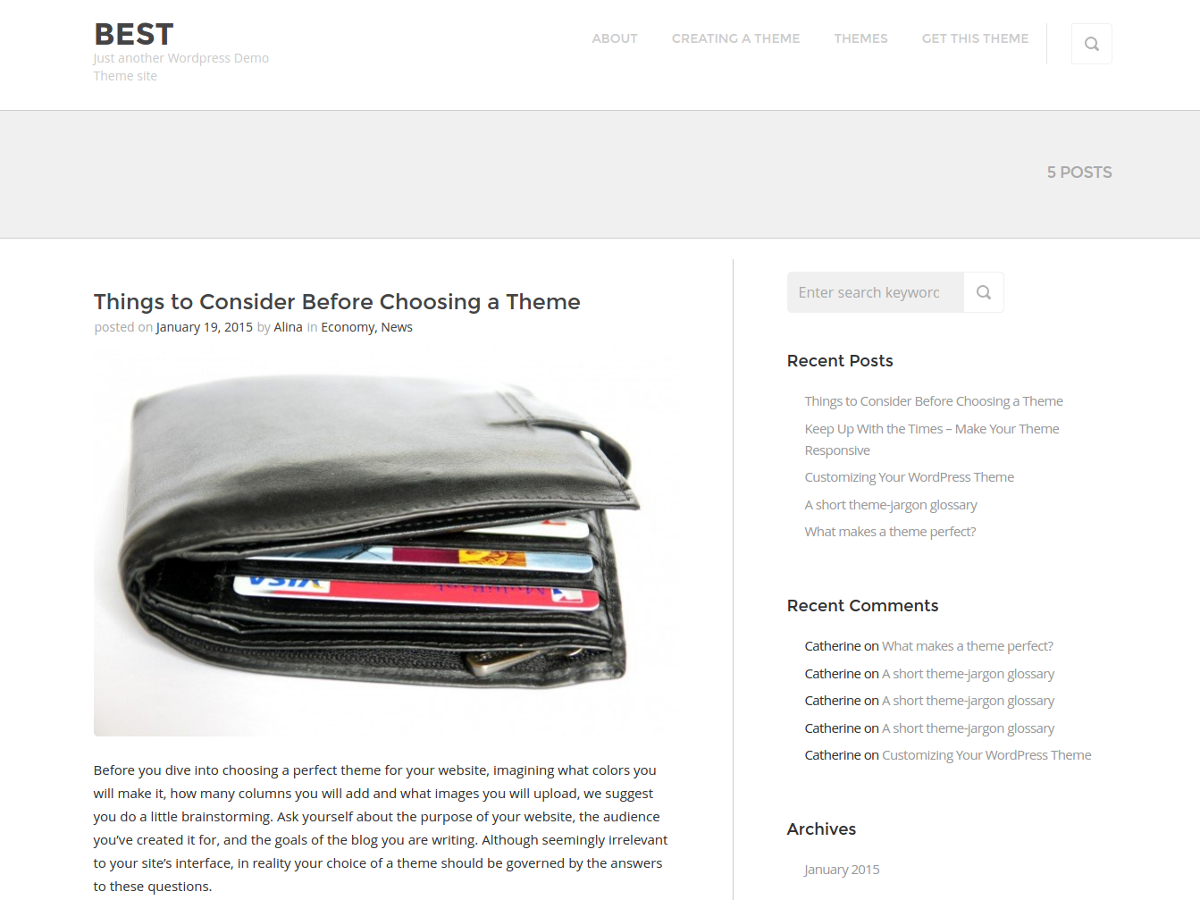 BEST
Just another Wordpress Demo
Theme site
ABOUT
CREATING A THEME
THEMES
GET THIS THEME
5 POSTS
Things to Consider Before Choosing a Theme
posted on January 19, 2015 by Alina in Economy, News
VISA
Before you dive into choosing a perfect theme for your website, imagining what colors you
will make it, how many columns you will add and what images you will upload, we suggest
you do a little brainstorming. Ask yourself about the purpose of your website, the audience
you've created it for, and the goals of the blog you are writing. Although seemingly irrelevant
to your site's interface, in reality your choice of a theme should be governed by the answers
to these questions.
Enter search keyworc
Recent Posts
Things to Consider Before Choosing a Theme
Keep Up With the Times – Make Your Theme
Responsive
Customizing Your WordPress Theme
A short theme-jargon glossary
What makes a theme perfect?
Recent Comments
Catherine on What makes a theme perfect?
Catherine on A short theme-jargon glossary
Catherine on A short theme-jargon glossary
Catherine on A short theme-jargon glossary
Catherine on Customizing Your WordPress Theme
Archives
January 2015